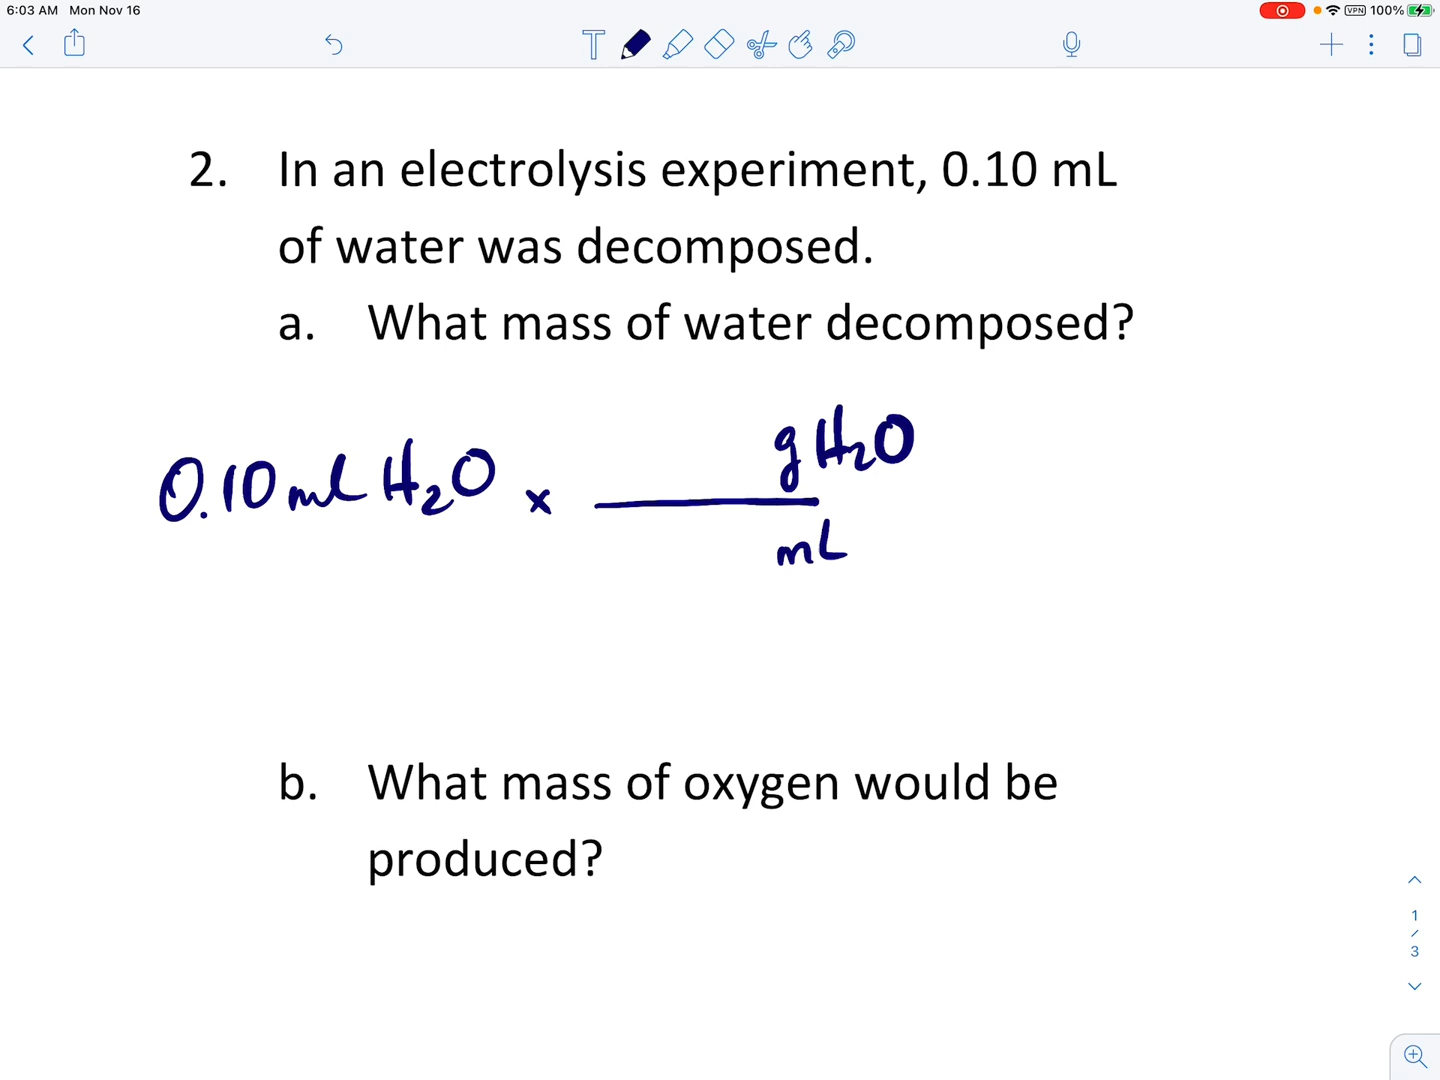 6:03 AM Mon Nov 16
VPN 100%
T
2. In an electrolysis experiment, 0.10 mL
of water was decomposed.
a. What mass of water decomposed?
0.10 ml H₂O × g H₂O
mL
b. What mass of oxygen would be
produced?
1
/
3